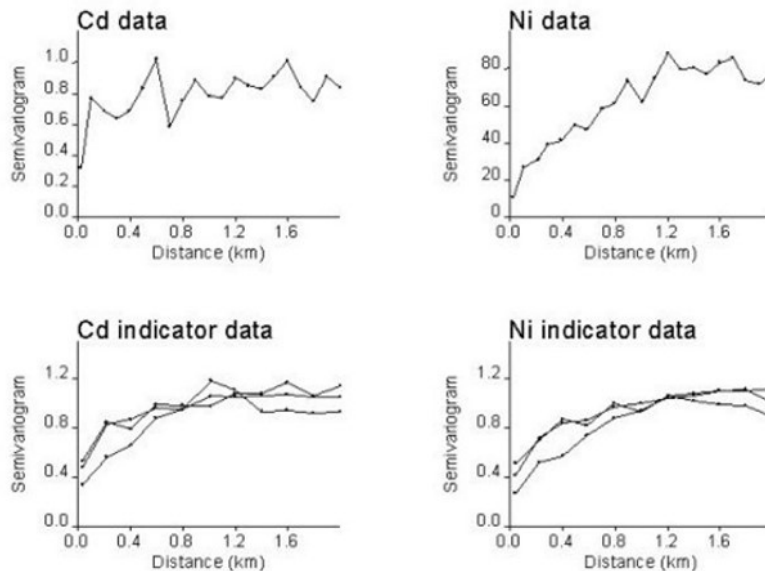 Cd data
Semivariogram
1.0
0.8
0.6
0.4
0.2
0.0
0.0 0.4 0.8 1.2 1.6
Distance (km)
Ni data
Semivariogram
80
60
40
20
0
0.0 0.4 0.8 1.2 1.6
Distance (km)
Cd indicator data
Semivariogram
1.2
0.8
0.4
0.0
0.0 0.4 0.8 1.2 1.6
Distance (km)
Ni indicator data
Semivariogram
1.2
0.8
0.4
0.0
0.0 0.4 0.8 1.2 1.6
Distance (km)